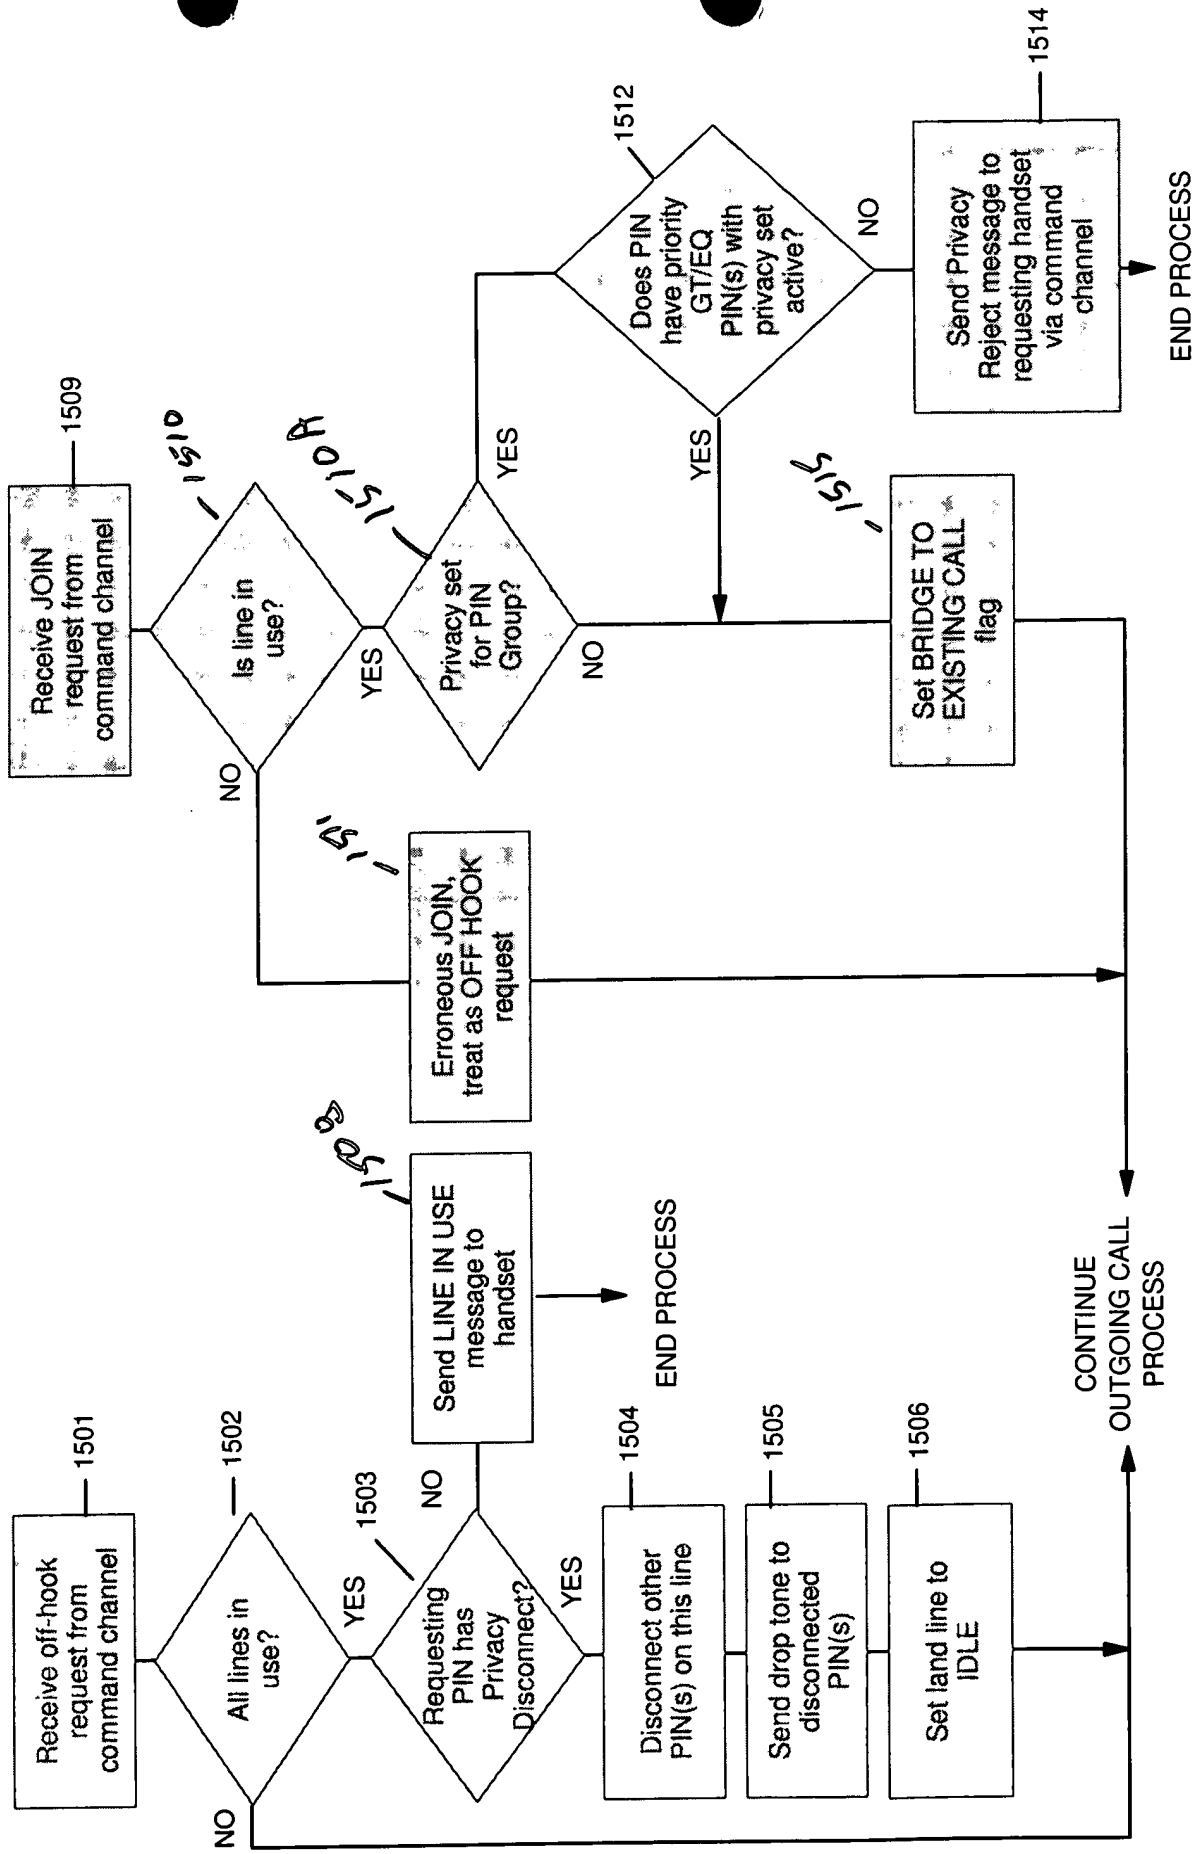 Receive off-hook
request from
command channel
1501
All lines in
use?
1502
NO
YES
Requesting
PIN has
Privacy
Disconnect?
1503
NO
YES
Send LINE IN USE
message to
handset
1508
END PROCESS
Disconnect other
PIN(s) on this line
1504
Send drop tone to
disconnected
PIN(s)
1505
Set land line to
IDLE
1506
CONTINUE
OUTGOING CALL
PROCESS
Receive JOIN
request from
command channel
1509
Is line in
use?
1510
NO
YES
Erroneous JOIN,
treat as OFF HOOK
request
1511
Privacy set
for PIN
Group?
1510A
YES
NO
Does PIN
have priority
GT/EQ
PIN(s) with
privacy set
active?
1512
YES
NO
Set BRIDGE TO
EXISTING CALL
flag
Send Privacy
Reject message to
requesting handset
via command
channel
1514
END PROCESS